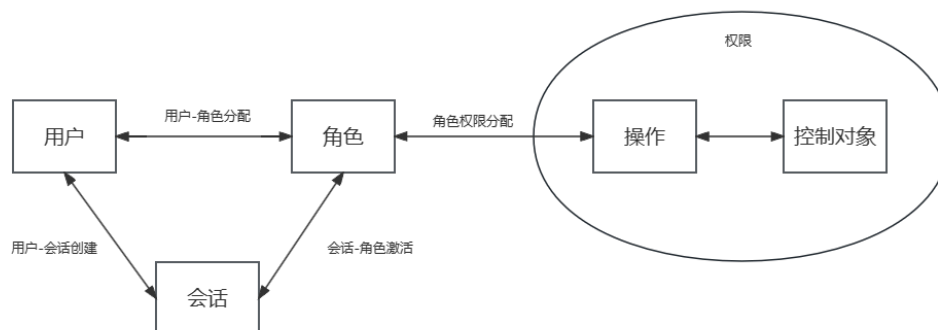 权限
用户-角色分配
角色权限分配
用户
角色
操作
控制对象
用户-会话创建
会话-角色激活
会话